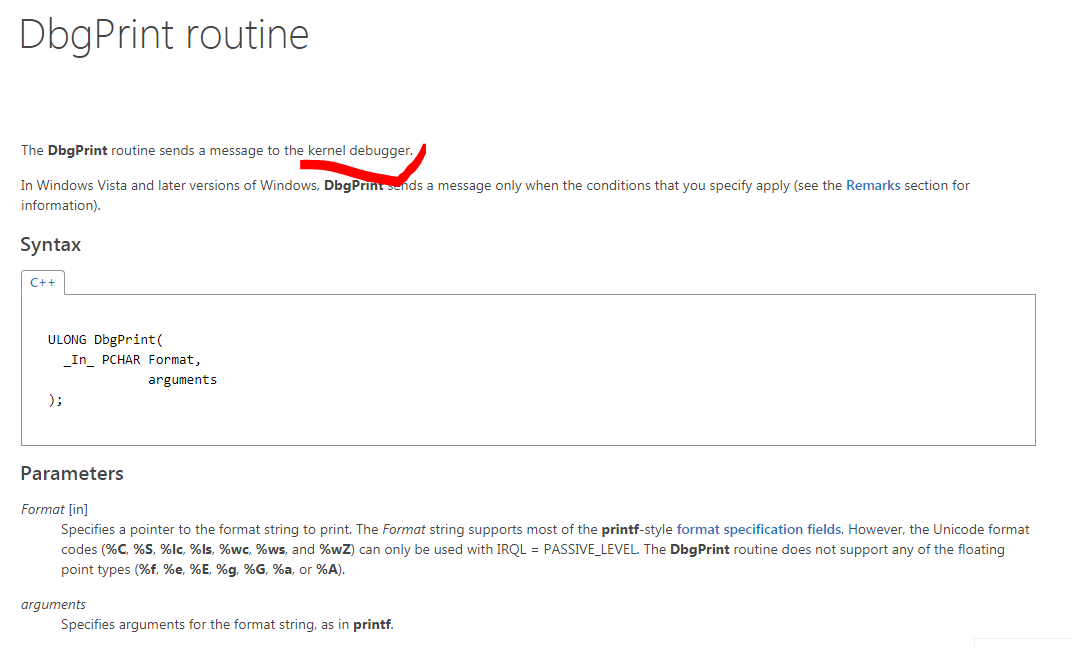 DbgPrint routine
The DbgPrint routine sends a message to the kernel debugger.
In Windows Vista and later versions of Windows, DbgPrint sends a message only when the conditions that you specify apply (see the Remarks section for
information).
Syntax
C++
ULONG DbgPrint(
  _In_ PCHAR Format,
             arguments
);
Parameters
Format [in]
Specifies a pointer to the format string to print. The Format string supports most of the printf-style format specification fields. However, the Unicode format
codes (%C, %S, %lc, %ls, %wc, %ws, and %wZ) can only be used with IRQL = PASSIVE_LEVEL. The DbgPrint routine does not support any of the floating
point types (%f, %e, %E, %g, %G, %a, or %A).
arguments
Specifies arguments for the format string, as in printf.